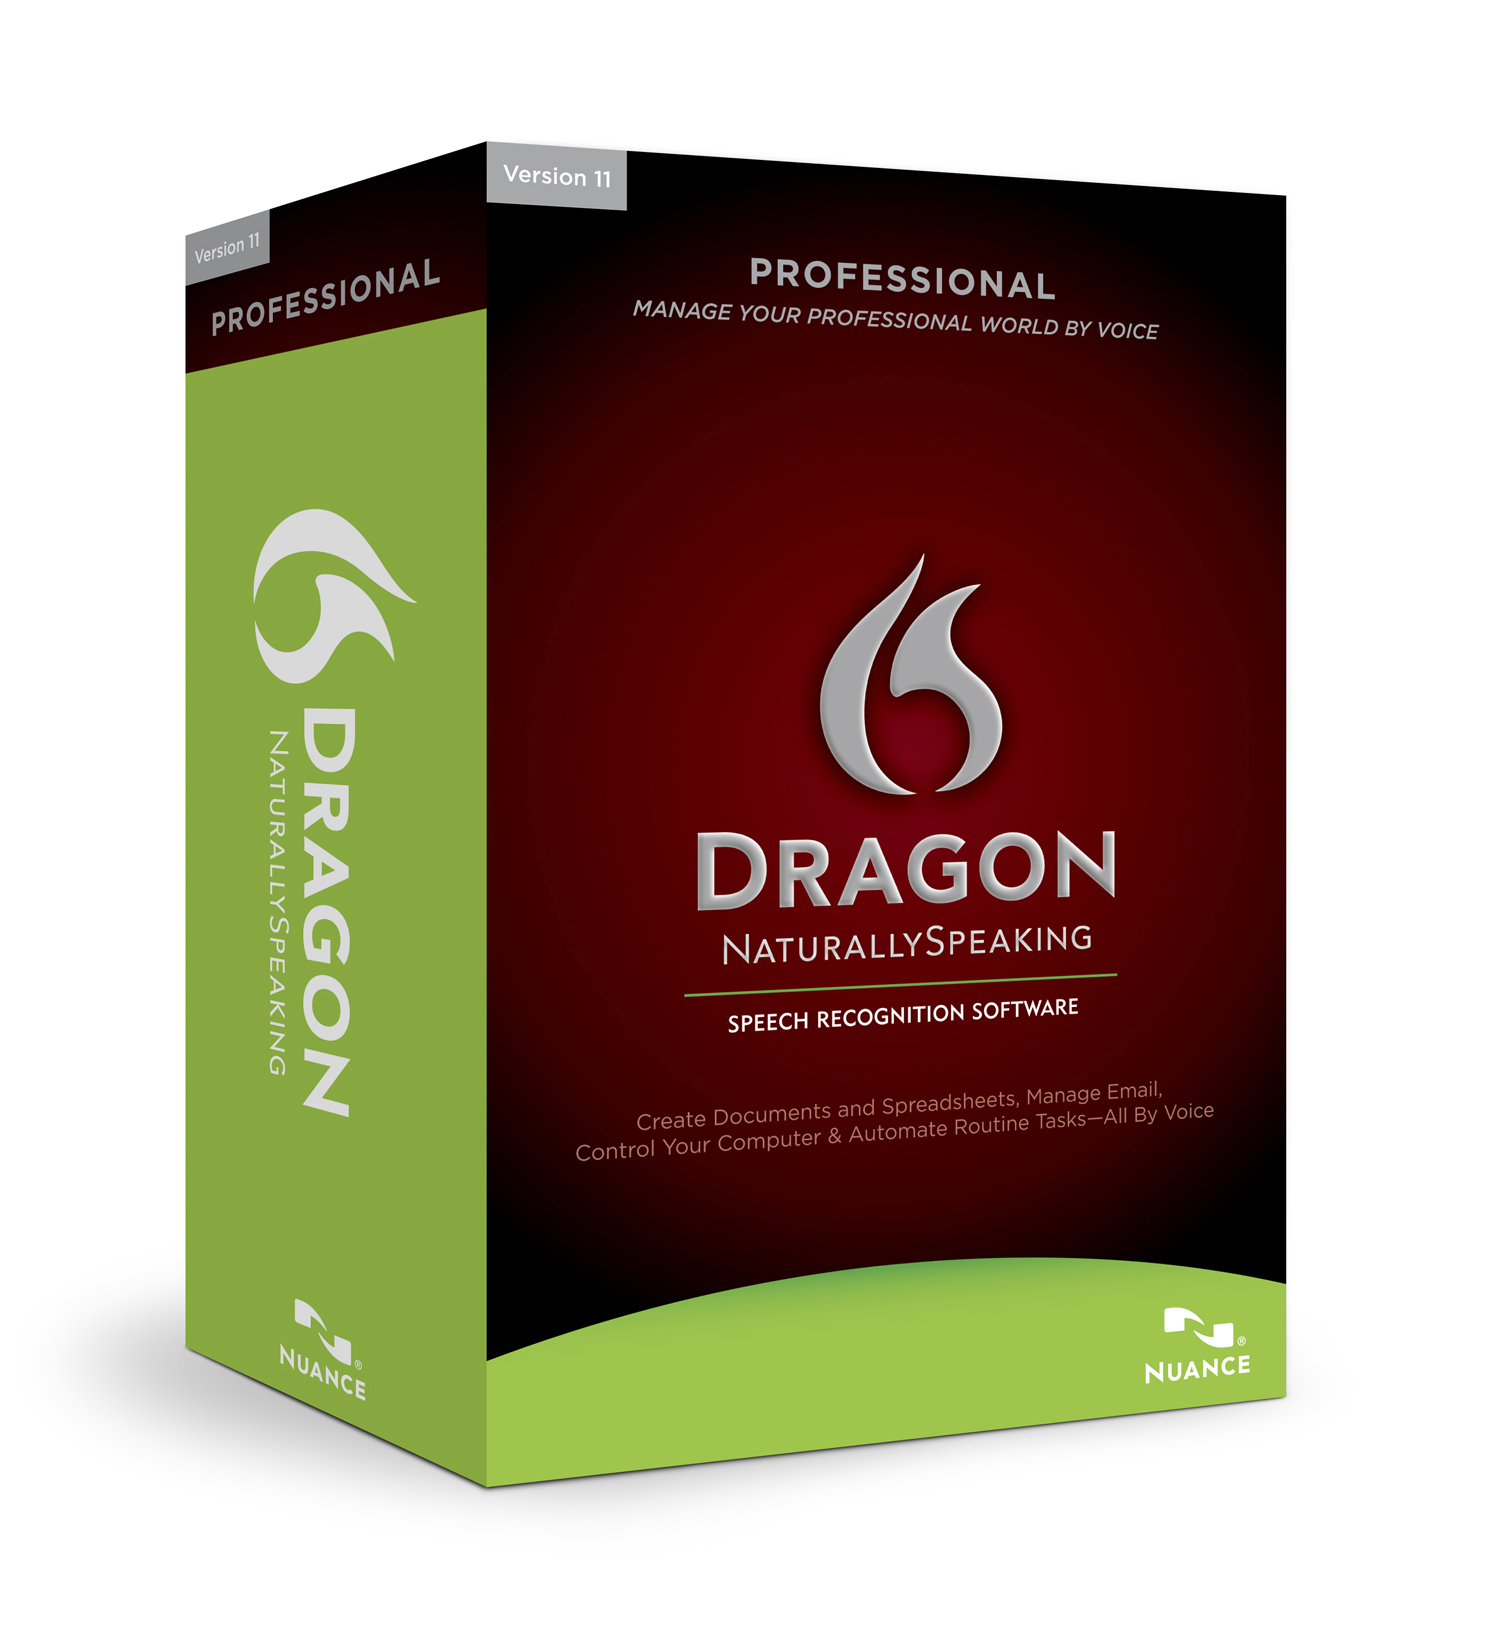 Version 11
PROFESSIONAL
DRAGON
NATURALLYSPEAKING
NUANCE®
Version 11
PROFESSIONAL
MANAGE YOUR PROFESSIONAL WORLD BY VOICE
DRAGON
NATURALLYSPEAKING
SPEECH RECOGNITION SOFTWARE
Create Documents and Spreadsheets, Manage Email,
Control Your Computer & Automate Routine Tasks—All By Voice
NUANCE®